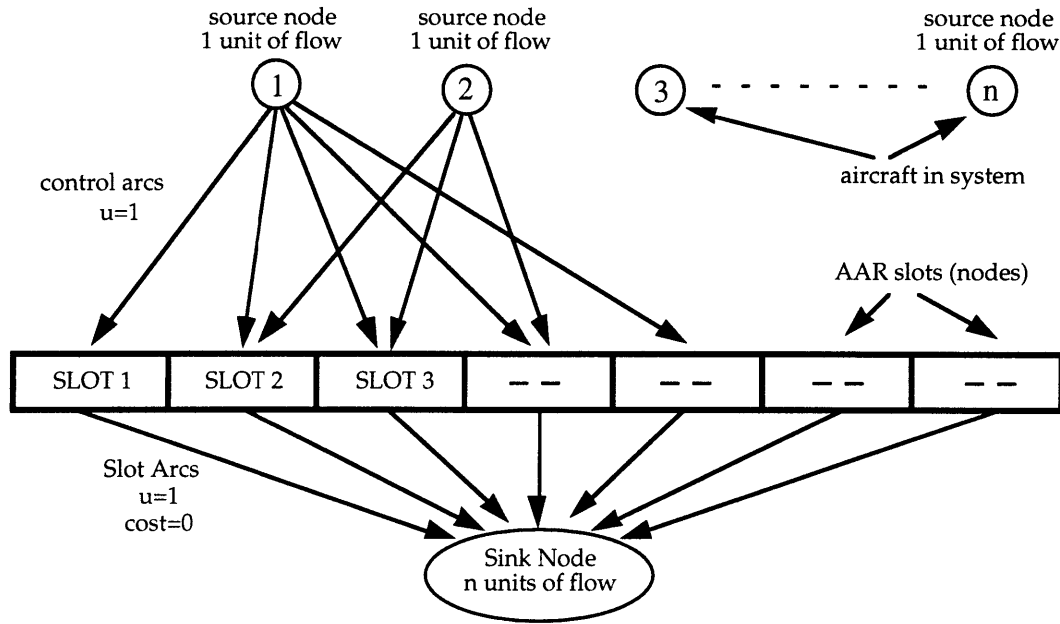 source node
1 unit of flow
source node
1 unit of flow
source node
1 unit of flow
1
2
3
n
aircraft in system
control arcs
u=1
AAR slots (nodes)
SLOT 1
SLOT 2
SLOT 3
Slot Arcs
u=1
cost=0
Sink Node
n units of flow